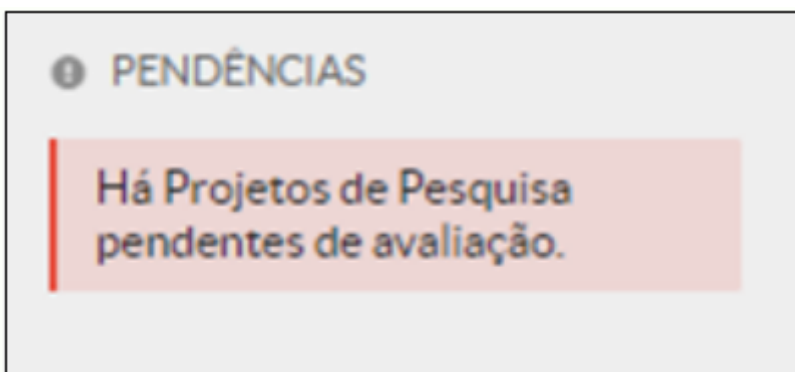 PENDÊNCIAS
Há Projetos de Pesquisa
pendentes de avaliação.